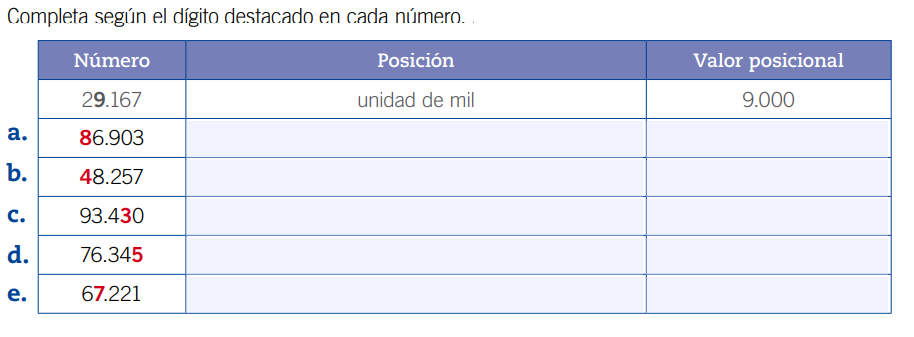 Completa según el dígito destacado en cada número.
Número Posición Valor posicional
29.167 unidad de mil 9.000
a. 86.903
b. 48.257
c. 93.430
d. 76.345
e. 67.221